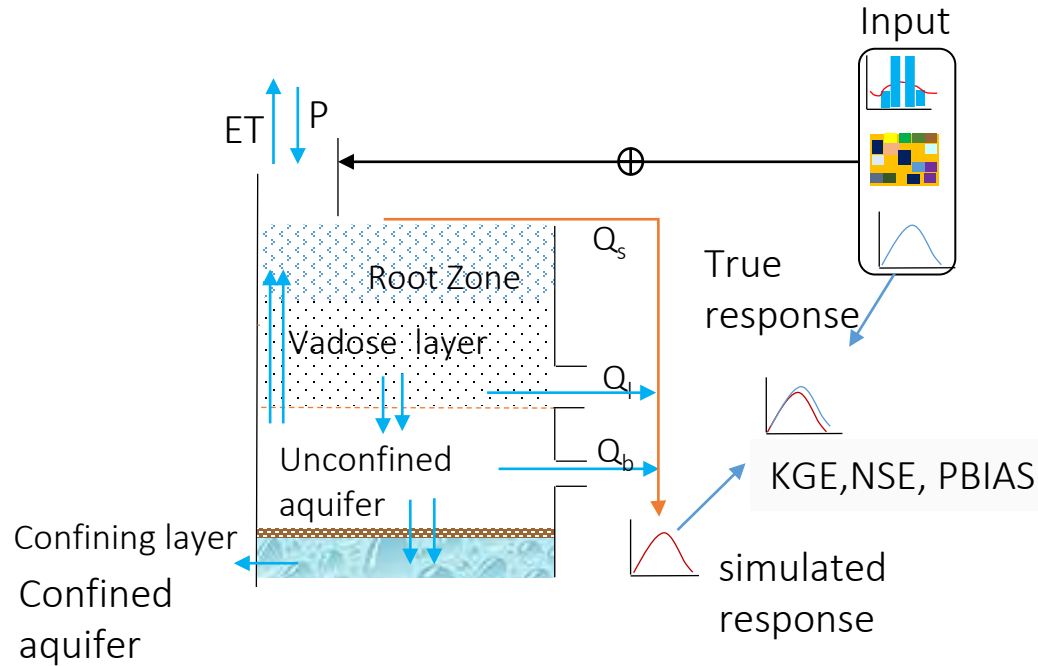 Input
ET
P
Qs
Root Zone
True
response
Vadose layer
Ql
Unconfined
aquifer
Qb
KGE,NSE, PBIAS
Confining layer
Confined
aquifer
simulated
response